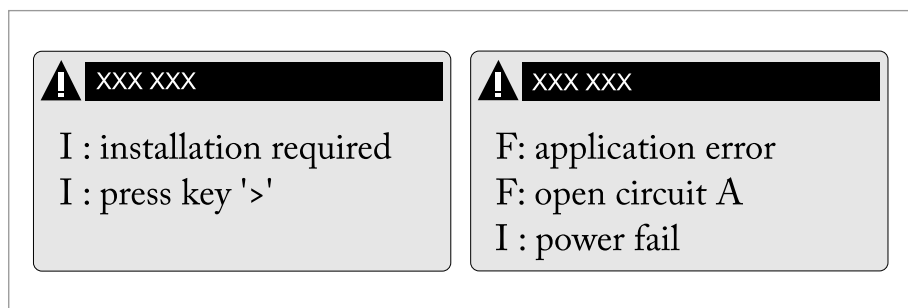 XXX XXX
I : installation required
I : press key '>'
XXX XXX
F: application error
F: open circuit A
I : power fail